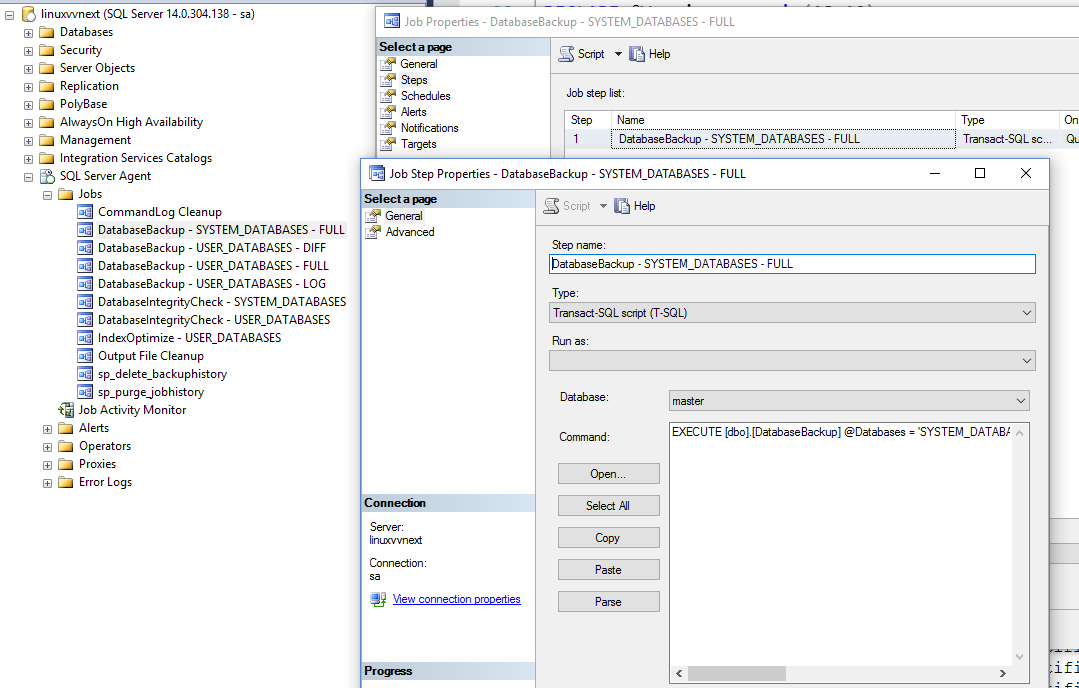 linuxvvnext (SQL Server 14.0.304.138 - sa)
Databases
Security
Server Objects
Replication
PolyBase
AlwaysOn High Availability
Management
Integration Services Catalogs
SQL Server Agent
Jobs
CommandLog Cleanup
DatabaseBackup - SYSTEM_DATABASES - FULL
DatabaseBackup - USER_DATABASES - DIFF
DatabaseBackup - USER_DATABASES - FULL
DatabaseBackup - USER_DATABASES - LOG
DatabaseIntegrityCheck - SYSTEM_DATABASES
DatabaseIntegrityCheck - USER_DATABASES
IndexOptimize - USER_DATABASES
Output File Cleanup
sp_delete_backuphistory
sp_purge_jobhistory
Job Activity Monitor
Alerts
Operators
Proxies
Error Logs
Job Properties - DatabaseBackup - SYSTEM_DATABASES - FULL
Select a page
General
Steps
Schedules
Alerts
Notifications
Targets
Script Help
Job step list:
Step Name Type On
1 DatabaseBackup - SYSTEM_DATABASES - FULL Transact-SQL sc... Qu
Job Step Properties - DatabaseBackup - SYSTEM_DATABASES - FULL
Select a page
General
Advanced
Script Help
Step name:
DatabaseBackup - SYSTEM_DATABASES - FULL
Type:
Transact-SQL script (T-SQL)
Run as:
Database:
master
Command:
EXECUTE [dbo].[DatabaseBackup] @Databases = 'SYSTEM_DATABA
Open...
Select All
Copy
Paste
Parse
Connection
Server:
linuxvvnext
Connection:
sa
View connection properties
Progress